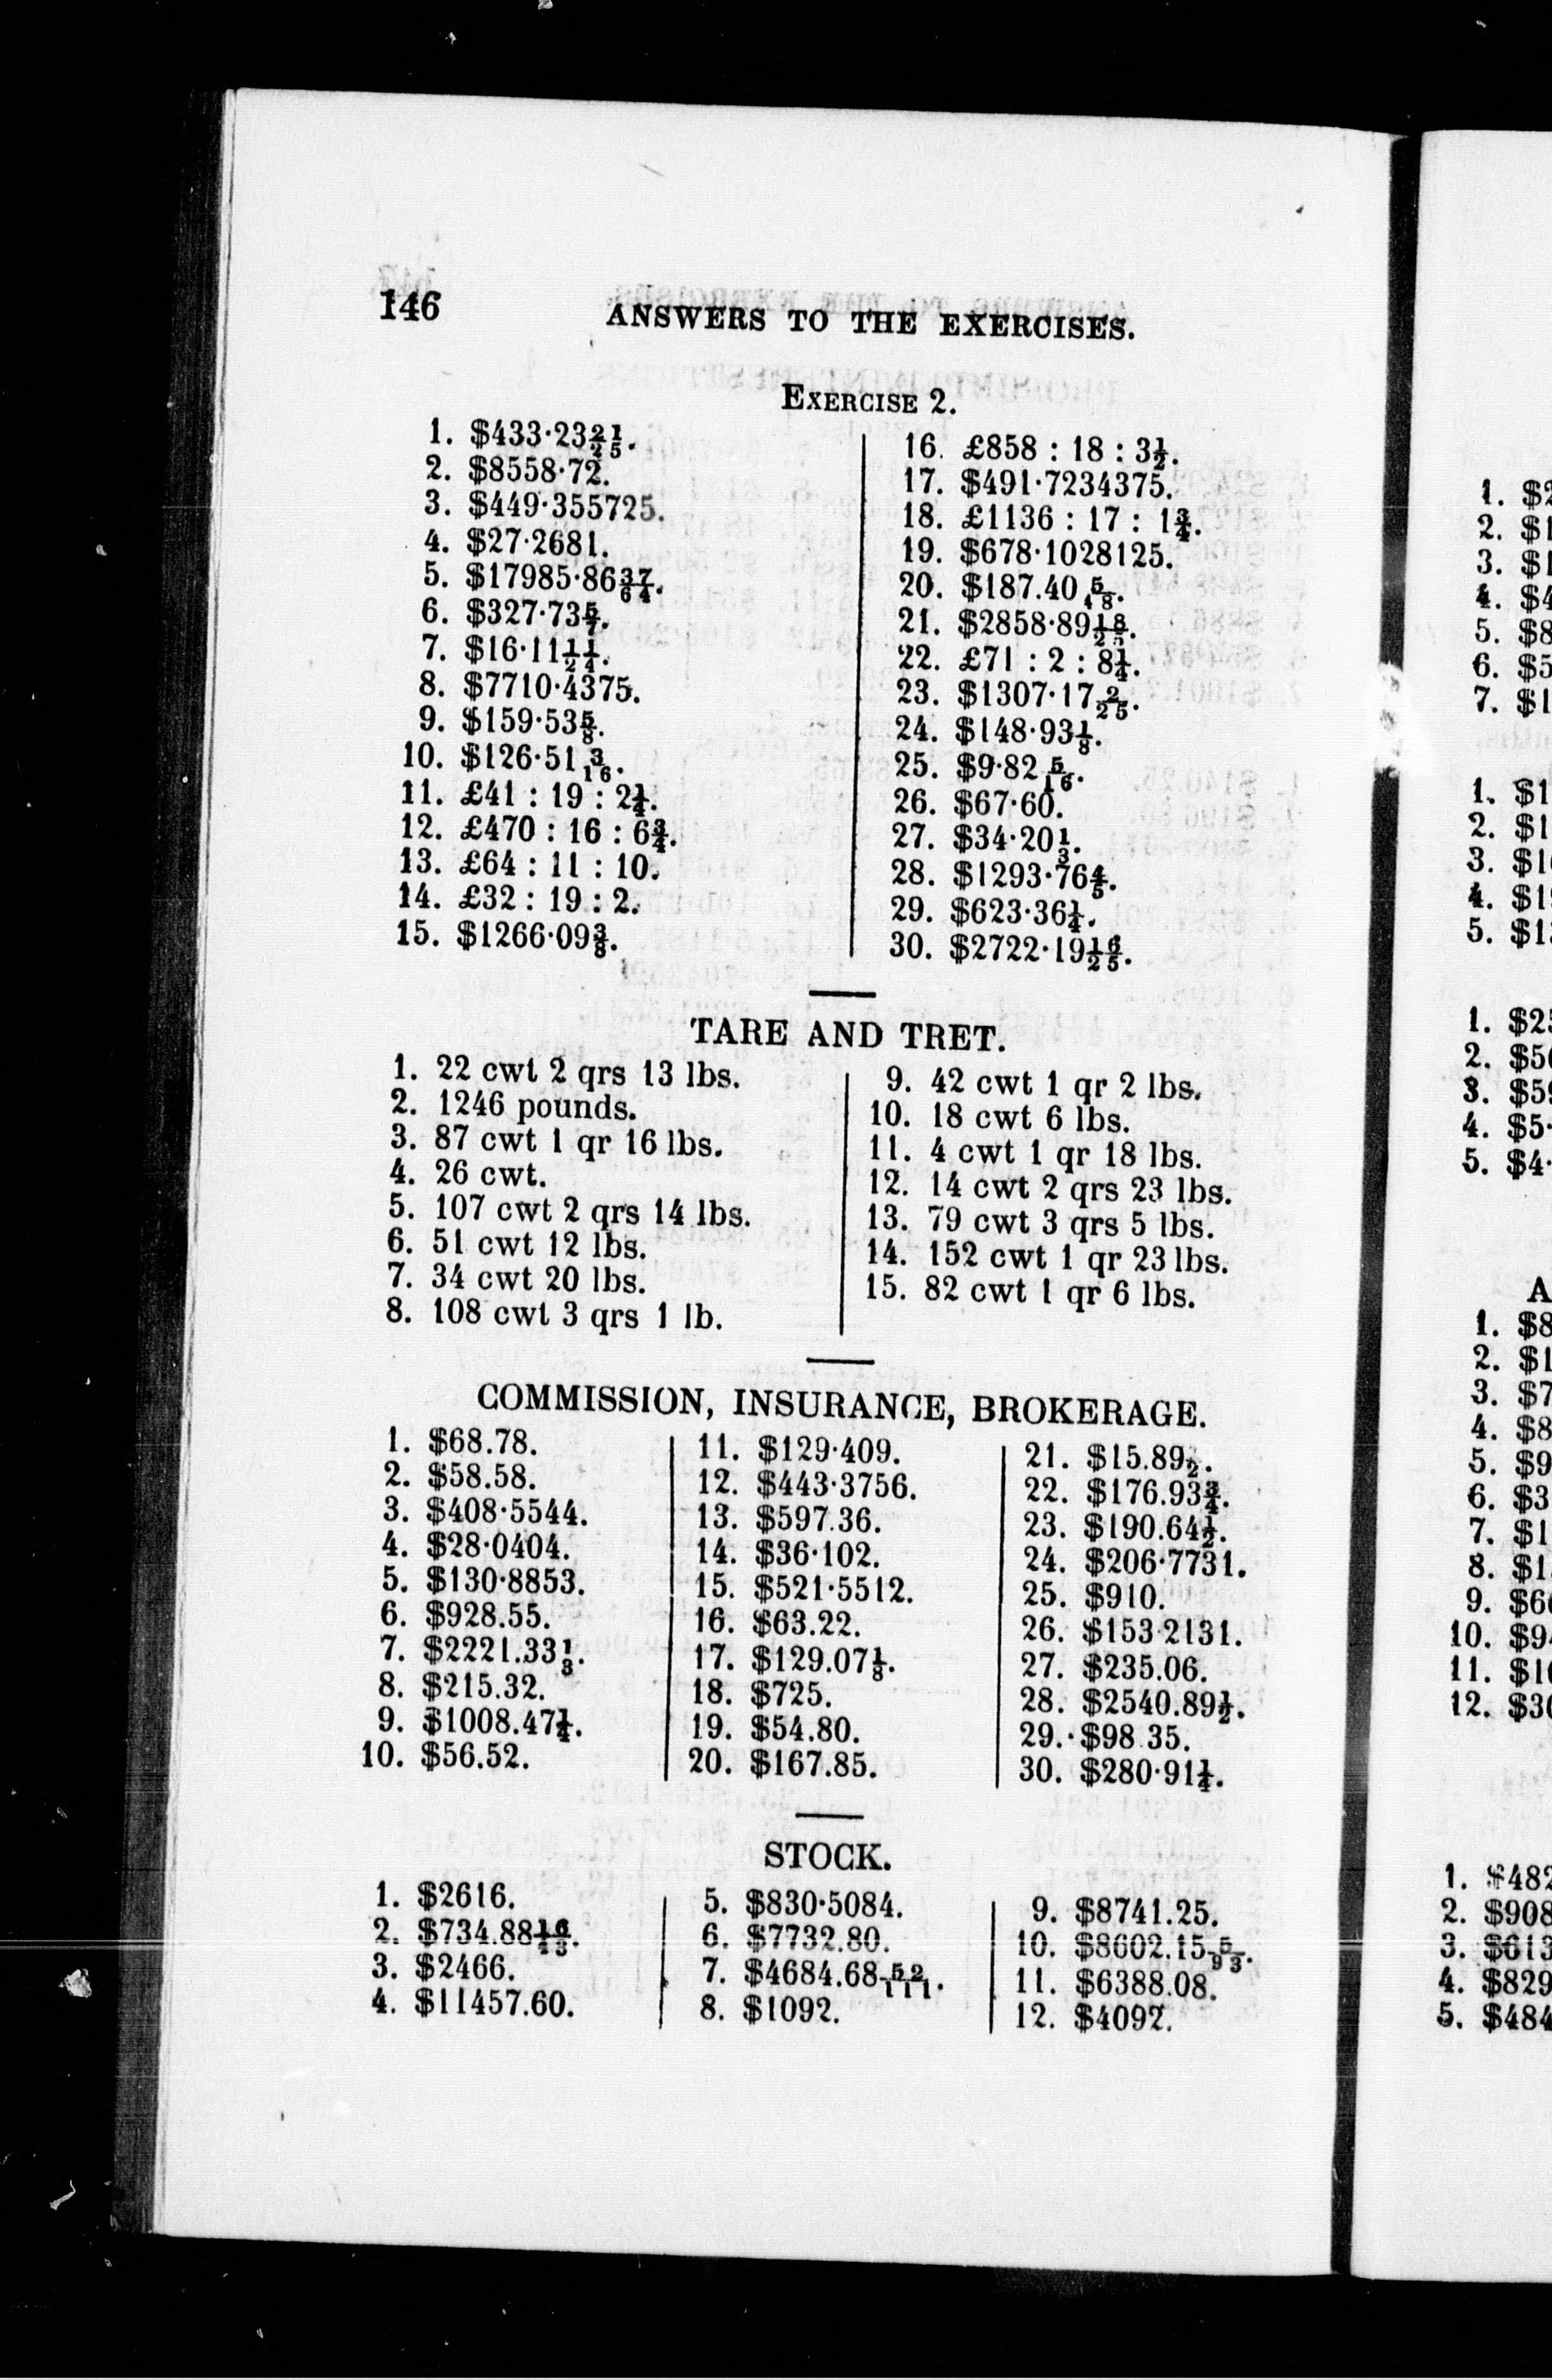 146
ANSWERS TO THE EXERCISES.
EXERCISE 2.
1. $433·23 21/25.
2. $8558·72.
3. $449·355725.
4. $27·2681.
5. $17985·86 37/64.
6. $327·73 5/7.
7. $16·11 11/24.
8. $7710·4375.
9. $159·53 5/8.
10. $126·51 3/16.
11. £41 : 19 : 2¼.
12. £470 : 16 : 6¾.
13. £64 : 11 : 10.
14. £32 : 19 : 2.
15. $1266·09⅜.
16. £858 : 18 : 3½.
17. $491·7234375.
18. £1136 : 17 : 1¾.
19. $678·1028125.
20. $187.40 5/48.
21. $2858·89 18/25.
22. £71 : 2 : 8¼.
23. $1307·17 2/25.
24. $148·93⅛.
25. $9·82 5/16.
26. $67·60.
27. $34·20⅓.
28. $1293·76⅘.
29. $623·36¼.
30. $2722·19 16/25.
TARE AND TRET.
1. 22 cwt 2 qrs 13 lbs.
2. 1246 pounds.
3. 87 cwt 1 qr 16 lbs.
4. 26 cwt.
5. 107 cwt 2 qrs 14 lbs.
6. 51 cwt 12 lbs.
7. 34 cwt 20 lbs.
8. 108 cwt 3 qrs 1 lb.
9. 42 cwt 1 qr 2 lbs.
10. 18 cwt 6 lbs.
11. 4 cwt 1 qr 18 lbs.
12. 14 cwt 2 qrs 23 lbs.
13. 79 cwt 3 qrs 5 lbs.
14. 152 cwt 1 qr 23 lbs.
15. 82 cwt 1 qr 6 lbs.
COMMISSION, INSURANCE, BROKERAGE.
1. $68.78.
2. $58.58.
3. $408·5544.
4. $28·0404.
5. $130·8853.
6. $928.55.
7. $2221.33⅓.
8. $215.32.
9. $1008.47¼.
10. $56.52.
11. $129·409.
12. $443·3756.
13. $597.36.
14. $36·102.
15. $521·5512.
16. $63.22.
17. $129.07⅛.
18. $725.
19. $54.80.
20. $167.85.
21. $15.89½.
22. $176.93¾.
23. $190.64½.
24. $206·7731.
25. $910.
26. $153·2131.
27. $235.06.
28. $2540.89½.
29. $98.35.
30. $280·91¼.
STOCK.
1. $2616.
2. $734.88 16/43.
3. $2466.
4. $11457.60.
5. $830·5084.
6. $7732.80.
7. $4684.68 52/111.
8. $1092.
9. $8741.25.
10. $8602.15 5/93.
11. $6388.08.
12. $4092.